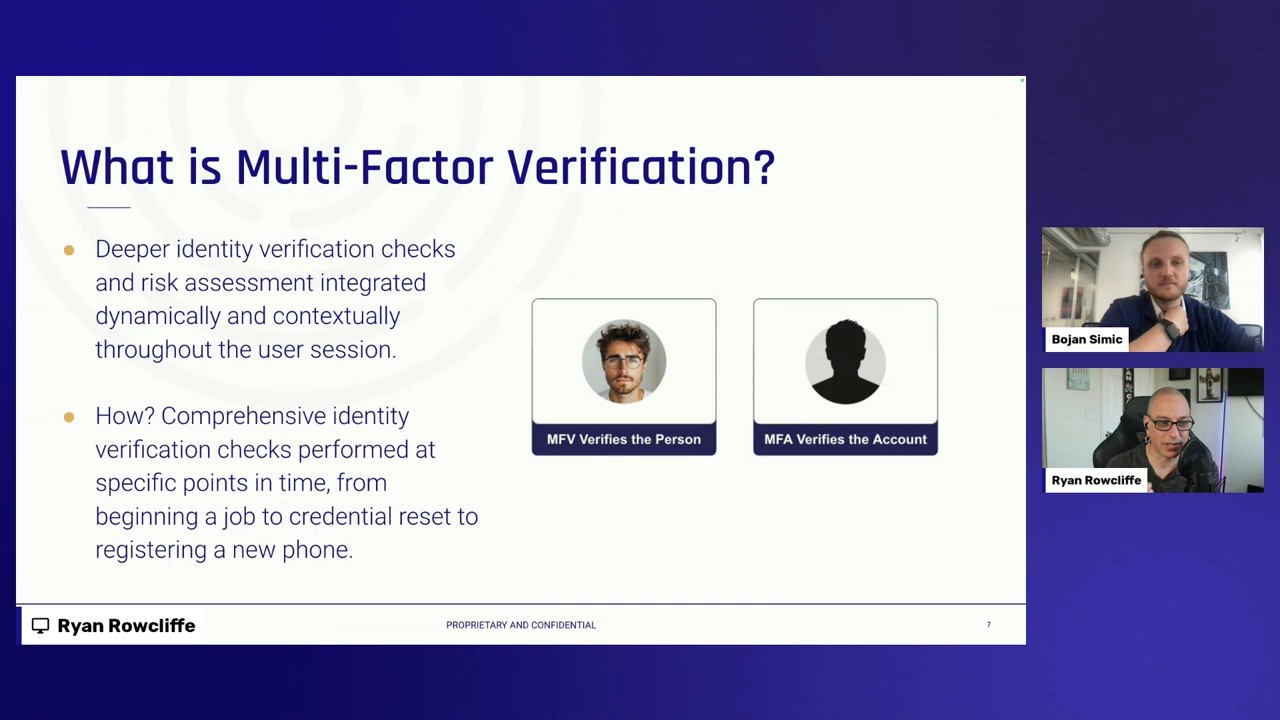 What is Multi-Factor Verification?
Deeper identity verification checks
and risk assessment integrated
dynamically and contextually
throughout the user session.
How? Comprehensive identity
verification checks performed at
specific points in time, from
beginning a job to credential reset to
registering a new phone.
MFV Verifies the Person
MFA Verifies the Account
Ryan Rowcliffe
PROPRIETARY AND CONFIDENTIAL
7
Bojan Simic
Ryan Rowcliffe